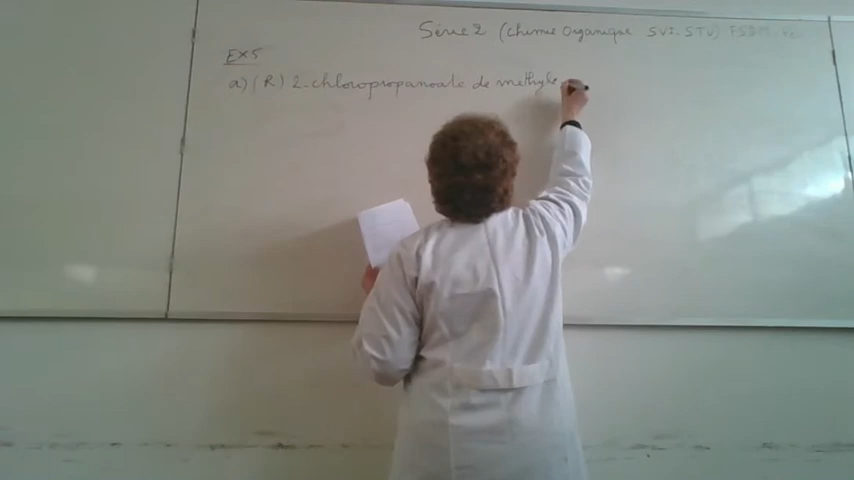 Série 2 (Chimie Organique SVI-STU) FSDM
EX5
a) (R) 2-chloropropanoate de méthyle